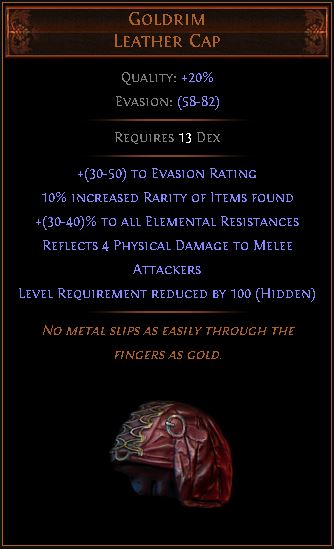 Goldrim
Leather Cap
Quality: +20%
Evasion: (58-82)
Requires 13 Dex
+(30-50) to Evasion Rating
10% increased Rarity of Items found
+(30-40)% to all Elemental Resistances
Reflects 4 Physical Damage to Melee
Attackers
Level Requirement reduced by 100 (Hidden)
No metal slips as easily through the
fingers as gold.